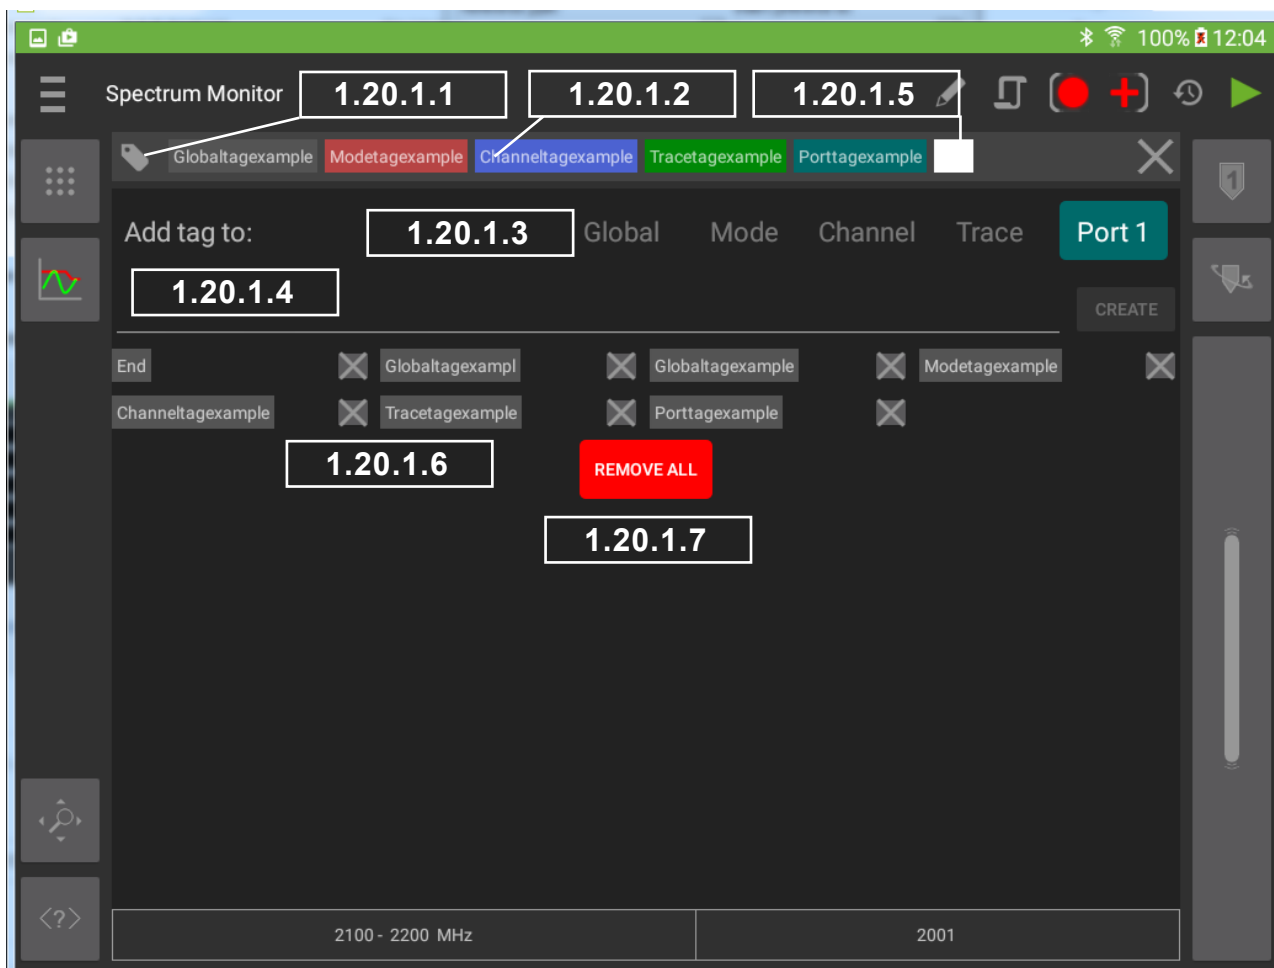 100% 12:04
Spectrum Monitor 1.20.1.1 1.20.1.2 1.20.1.5
Globaltagexample Modetagexample Channeltagexample Tracetagexample Porttagexample
1
Add tag to: 1.20.1.3 Global Mode Channel Trace Port 1
1.20.1.4
CREATE
End Globaltagexampl Globaltagexample Modetagexample
Channeltagexample Tracetagexample Porttagexample
1.20.1.6 REMOVE ALL
1.20.1.7
<?>
2100 - 2200 MHz 2001